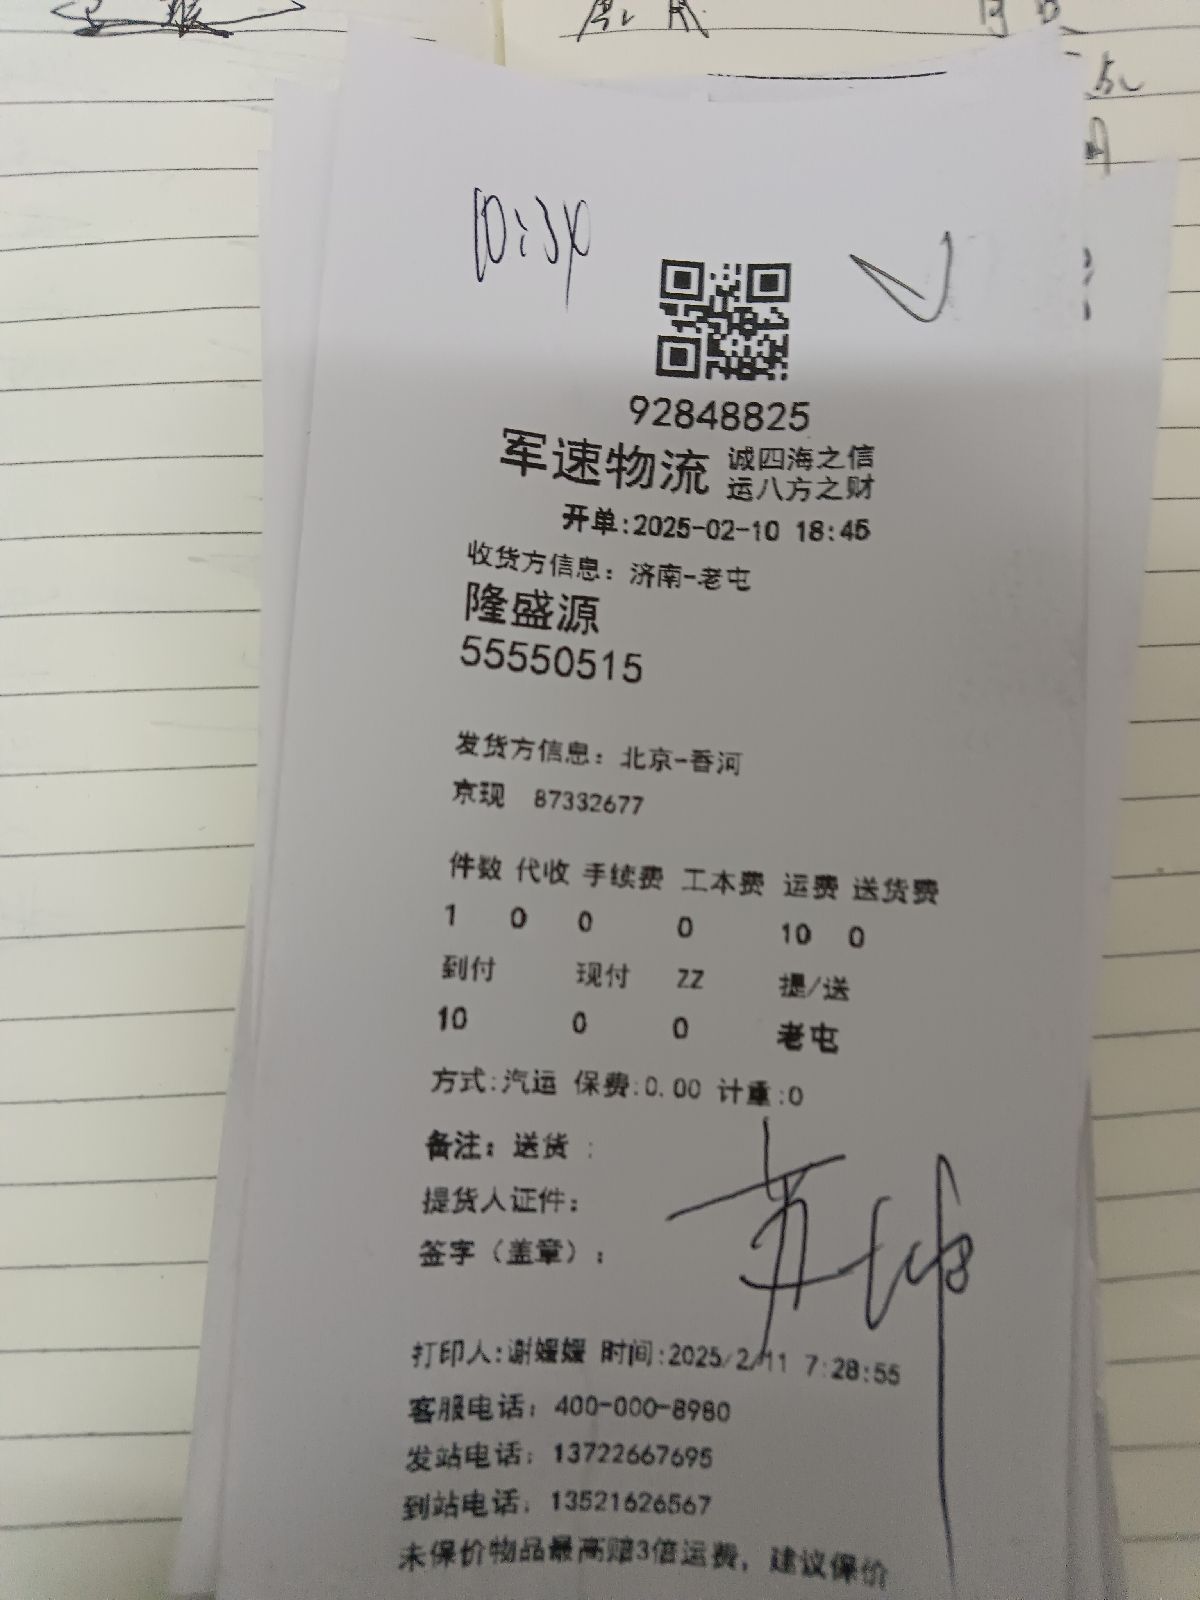 10:34
92848825
军速物流 诚四海之信
运八方之财
开单:2025-02-10 18:45
收货方信息：济南-老屯
隆盛源
55550515
发货方信息：北京-香河
京现 87332677
件数 代收 手续费 工本费 运费 送货费
1 0 0 0 10 0
到付 现付 ZZ 提/送
10 0 0 老屯
方式:汽运 保费:0.00 计重:0
备注：送货 :
提货人证件：
签字（盖章）：
打印人:谢媛媛 时间:2025/2/11 7:28:55
客服电话：400-000-8980
发站电话：13722667695
到站电话：13521626567
未保价物品最高赔3倍运费，建议保价